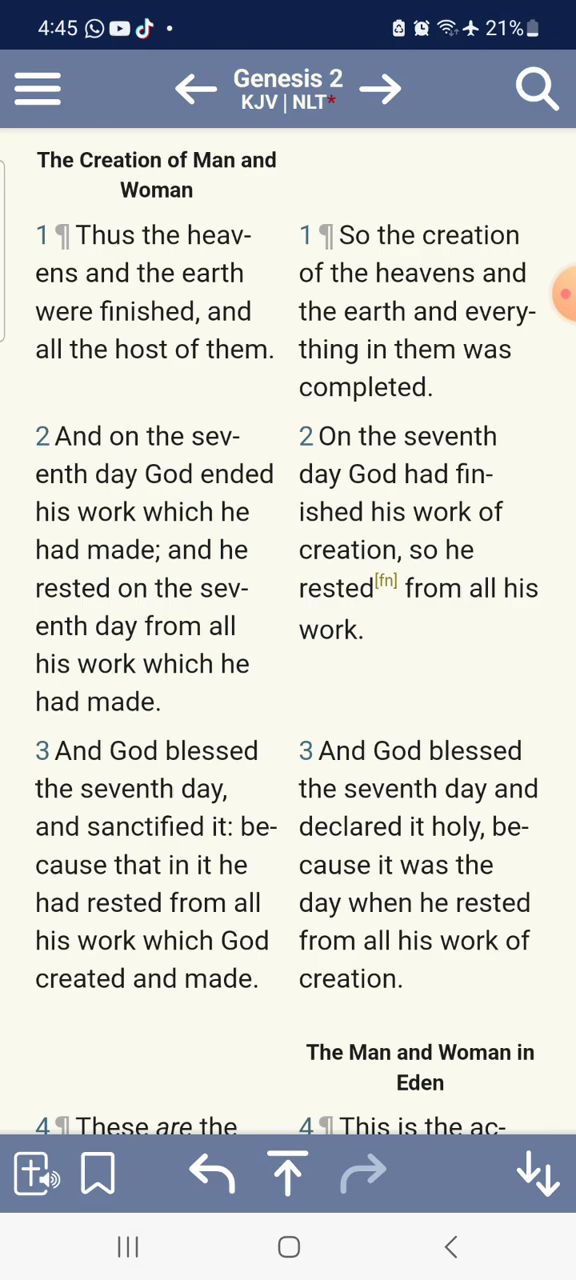 4:45 21%
Genesis 2
KJV | NLT*
The Creation of Man and
Woman
1 ¶ Thus the heav-
ens and the earth
were finished, and
all the host of them.
2 And on the sev-
enth day God ended
his work which he
had made; and he
rested on the sev-
enth day from all
his work which he
had made.
3 And God blessed
the seventh day,
and sanctified it: be-
cause that in it he
had rested from all
his work which God
created and made.
4 ¶ These are the
1 ¶ So the creation
of the heavens and
the earth and every-
thing in them was
completed.
2 On the seventh
day God had fin-
ished his work of
creation, so he
rested[fn] from all his
work.
3 And God blessed
the seventh day and
declared it holy, be-
cause it was the
day when he rested
from all his work of
creation.
The Man and Woman in
Eden
4 ¶ This is the ac-